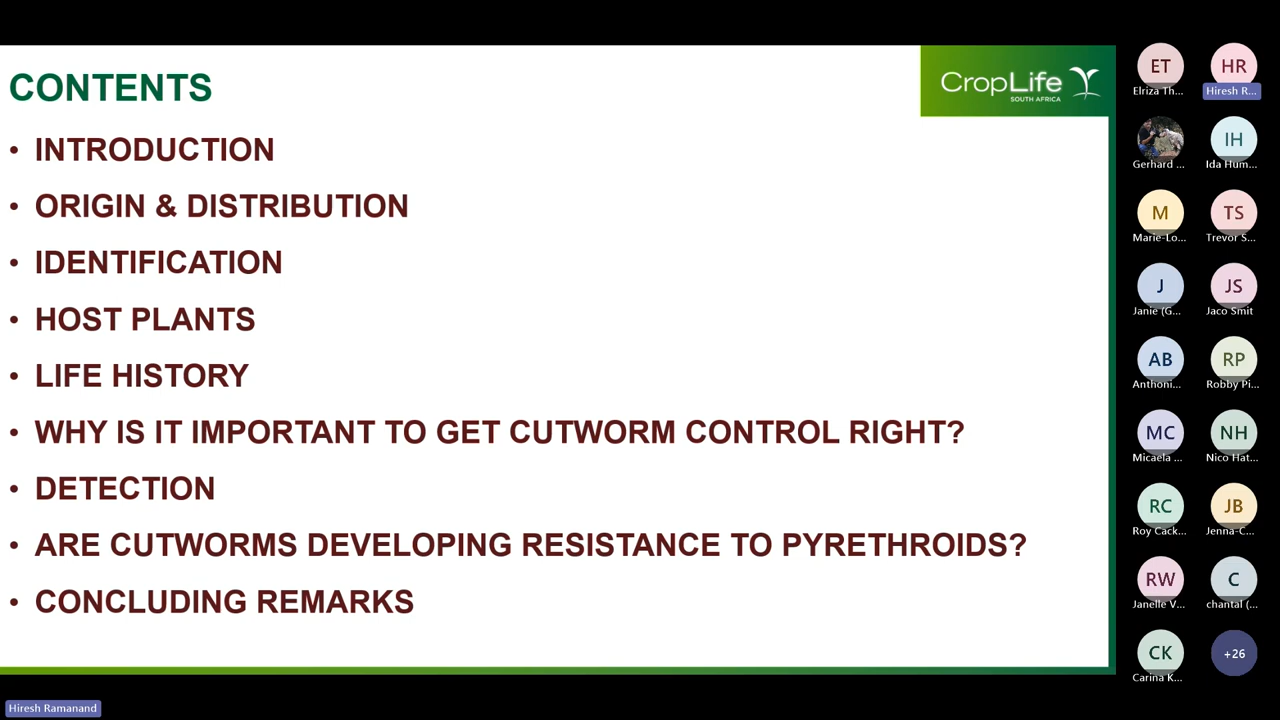 CONTENTS
CropLife
SOUTH AFRICA
• INTRODUCTION
• ORIGIN & DISTRIBUTION
• IDENTIFICATION
• HOST PLANTS
• LIFE HISTORY
• WHY IS IT IMPORTANT TO GET CUTWORM CONTROL RIGHT?
• DETECTION
• ARE CUTWORMS DEVELOPING RESISTANCE TO PYRETHROIDS?
• CONCLUDING REMARKS
ET
Elriza Th...
HR
Hiresh R...
Gerhard ...
IH
Ida Hum...
M
Marie-Lo...
TS
Trevor S...
J
Janie (G...
JS
Jaco Smit
AB
Anthoni...
RP
Robby Pi...
MC
Micaela ...
NH
Nico Hat...
RC
Roy Cack...
JB
Jenna-C...
RW
Janelle V...
C
chantal (...
CK
Carina K...
+26
Hiresh Ramanand